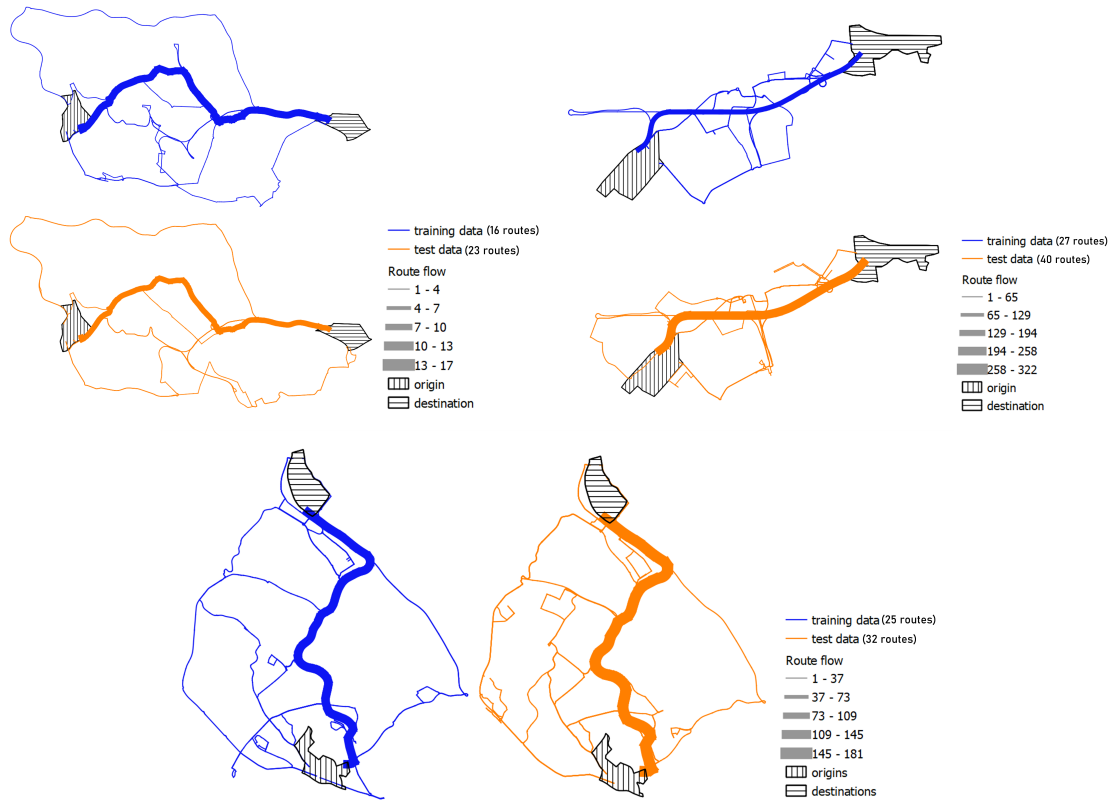 training data (16 routes)
test data (23 routes)
Route flow
1 - 4
4 - 7
7 - 10
10 - 13
13 - 17
origin
destination
training data (27 routes)
test data (40 routes)
Route flow
1 - 65
65 - 129
129 - 194
194 - 258
258 - 322
origin
destination
training data (25 routes)
test data (32 routes)
Route flow
1 - 37
37 - 73
73 - 109
109 - 145
145 - 181
origins
destinations